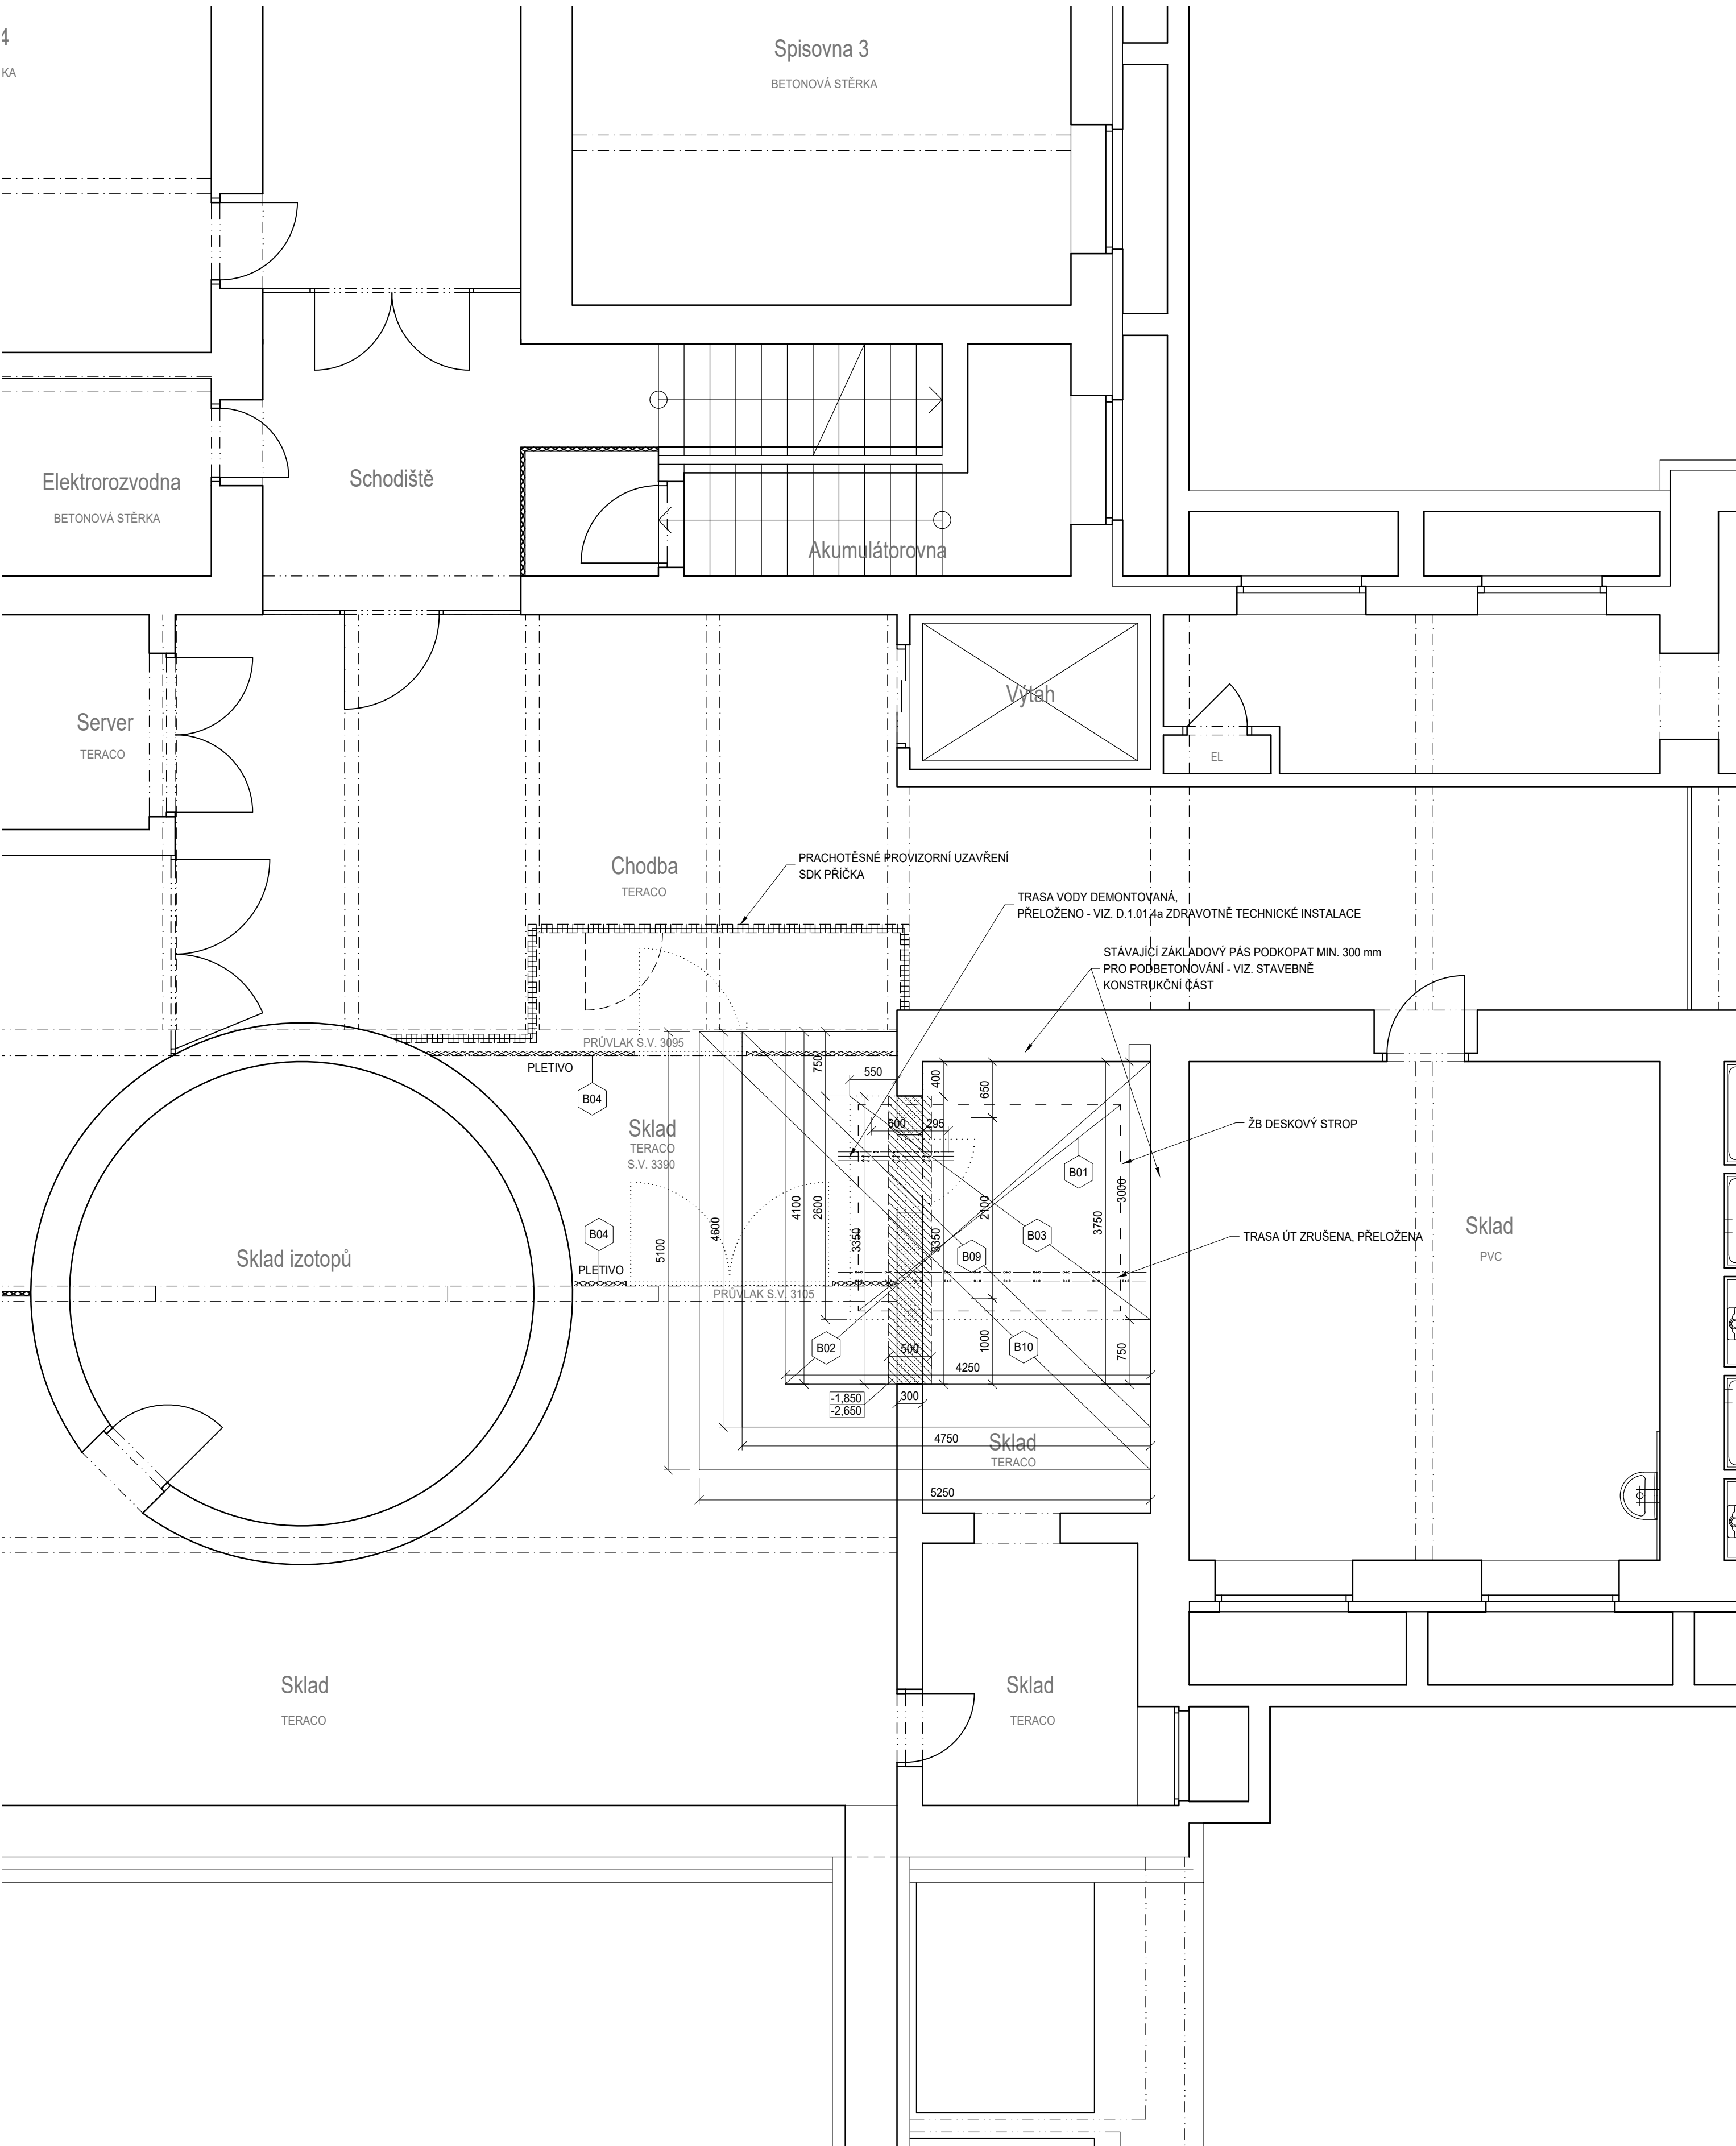 4
KA
Spisovna 3
BETONOVÁ STĚRKA
Elektrorozvodna
BETONOVÁ STĚRKA
Schodiště
Akumulátorovna
Server
TERACO
Výtah
EL
Chodba
TERACO
PRACHOTĚSNÉ PROVIZORNÍ UZAVŘENÍ
SDK PŘÍČKA
TRASA VODY DEMONTOVANÁ,
PŘELOŽENO - VIZ. D.1.01.4a ZDRAVOTNĚ TECHNICKÉ INSTALACE
STÁVAJÍCÍ ZÁKLADOVÝ PÁS PODKOPAT MIN. 300 mm
PRO PODBETONOVÁNÍ - VIZ. STAVEBNĚ
KONSTRUKČNÍ ČÁST
PRŮVLAK S.V. 3095
PLETIVO
B04
750
550
400
650
Sklad
TERACO
S.V. 3390
600
295
ŽB DESKOVÝ STROP
B01
3000
4100
2600
2100
3750
4600
5100
3350
3350
B04
B03
B09
TRASA ÚT ZRUŠENA, PŘELOŽENA
Sklad
PVC
Sklad izotopů
PLETIVO
PRŮVLAK S.V. 3105
B02
500
1000
B10
750
4250
-1,850
-2,650
300
4750
Sklad
TERACO
5250
Sklad
TERACO
Sklad
TERACO